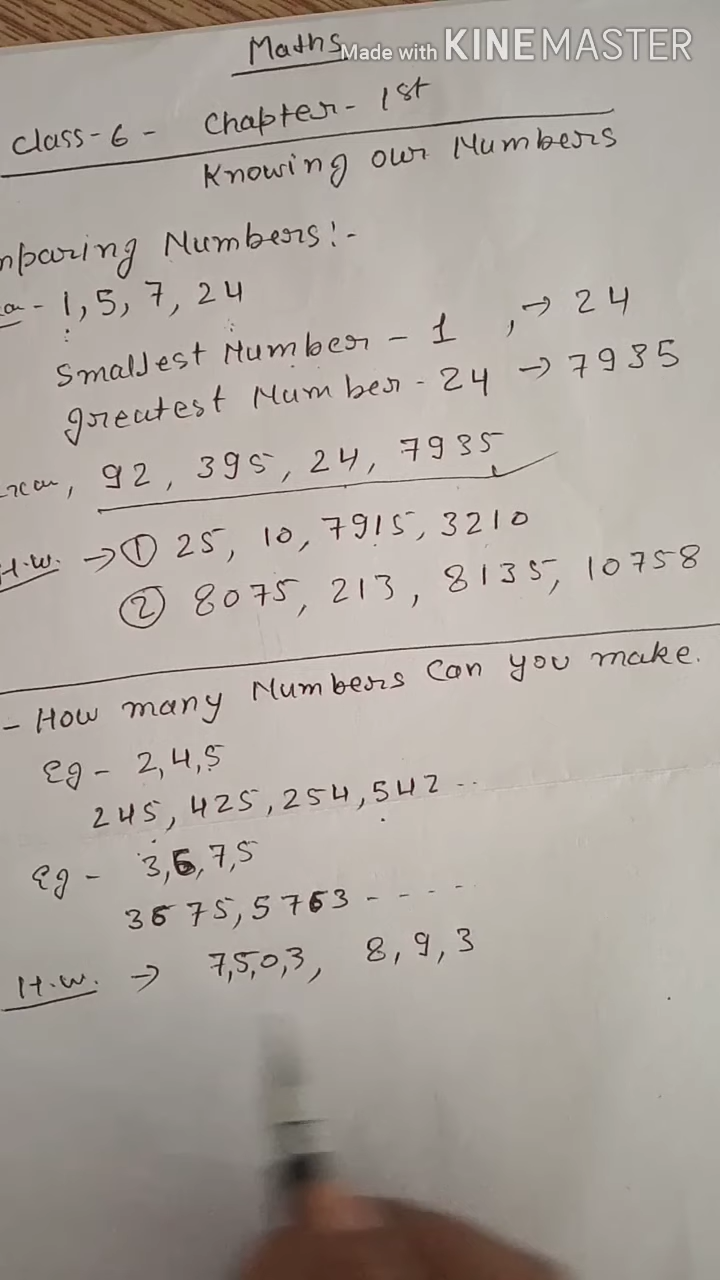 Maths
Made with KINEMASTER
Class-6 - Chapter- 1st
Knowing our Numbers
mparing Numbers:-
- 1, 5, 7, 24
Smallest Number - 1 , → 24
greatest Number - 24 → 7935
, 92, 395, 24, 7935
H.W. → ① 25, 10, 7915, 3210
② 8075, 213, 8135, 10758
- How many Numbers Can you make.
Eg - 2,4,5
245, 425, 254, 542 --
Eg - 3,6,7,5
3675, 5763 - - - -
H.W. → 7,5,0,3, 8,9,3